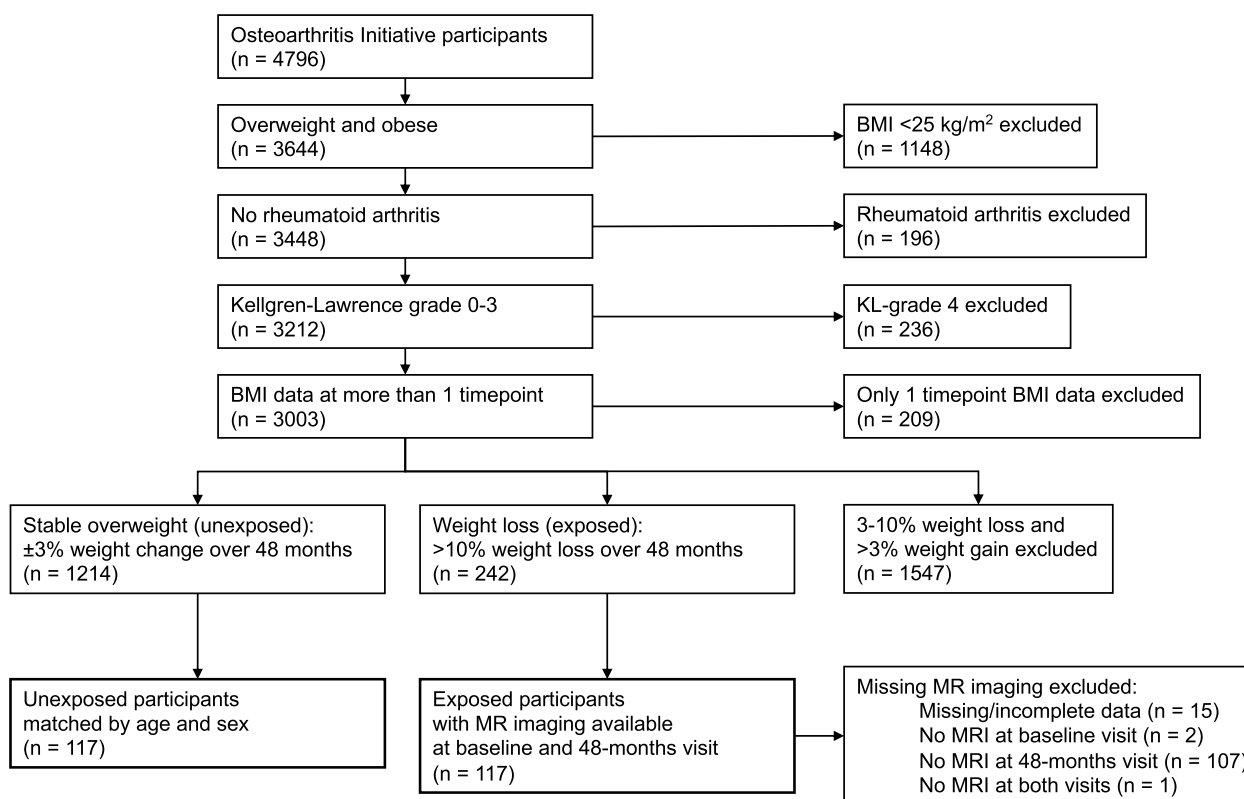 Osteoarthritis Initiative participants
(n = 4796)
Overweight and obese
(n = 3644)
BMI <25 kg/m² excluded
(n = 1148)
No rheumatoid arthritis
(n = 3448)
Rheumatoid arthritis excluded
(n = 196)
Kellgren-Lawrence grade 0-3
(n = 3212)
KL-grade 4 excluded
(n = 236)
BMI data at more than 1 timepoint
(n = 3003)
Only 1 timepoint BMI data excluded
(n = 209)
Stable overweight (unexposed):
±3% weight change over 48 months
(n = 1214)
Weight loss (exposed):
>10% weight loss over 48 months
(n = 242)
3-10% weight loss and
>3% weight gain excluded
(n = 1547)
Unexposed participants
matched by age and sex
(n = 117)
Exposed participants
with MR imaging available
at baseline and 48-months visit
(n = 117)
Missing MR imaging excluded:
Missing/incomplete data (n = 15)
No MRI at baseline visit (n = 2)
No MRI at 48-months visit (n = 107)
No MRI at both visits (n = 1)